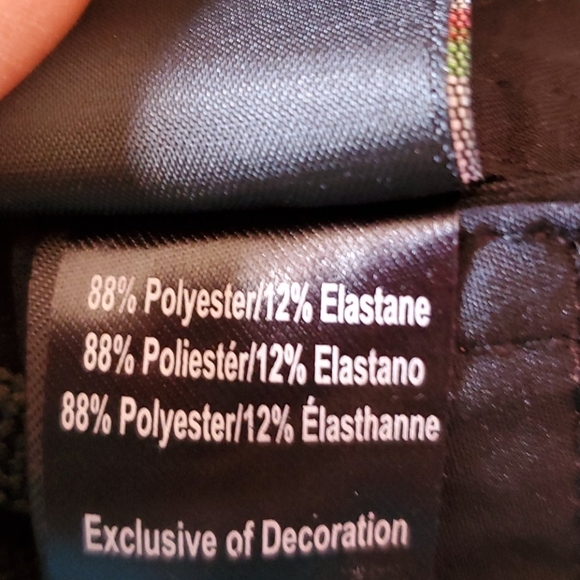 88% Polyester/12% Elastane
88% Poliestér/12% Elastano
88% Polyester/12% Élasthanne
Exclusive of Decoration